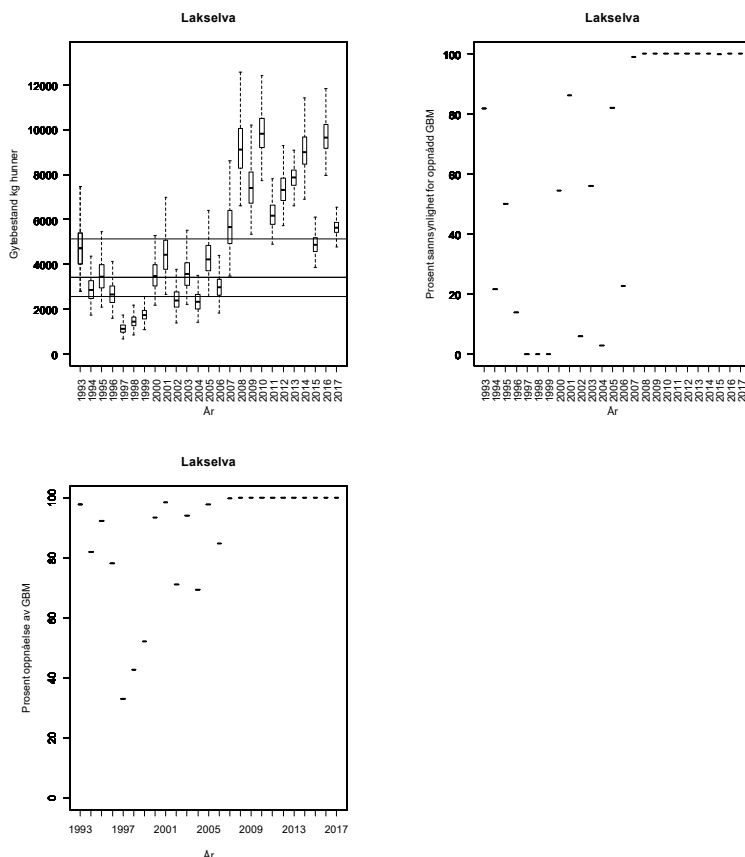 Lakselva
Gytebestand kg hunner
12000
10000
8000
6000
4000
2000
0
1993 1994 1995 1996 1997 1998 1999 2000 2001 2002 2003 2004 2005 2006 2007 2008 2009 2010 2011 2012 2013 2014 2015 2016 2017
År
Lakselva
Prosent sannsynlighet for oppnådd GBM
100
80
60
40
20
0
1993 1994 1995 1996 1997 1998 1999 2000 2001 2002 2003 2004 2005 2006 2007 2008 2009 2010 2011 2012 2013 2014 2015 2016 2017
År
Lakselva
Prosent oppnåelse av GBM
100
80
60
40
20
0
1993 1997 2001 2005 2009 2013 2017
År